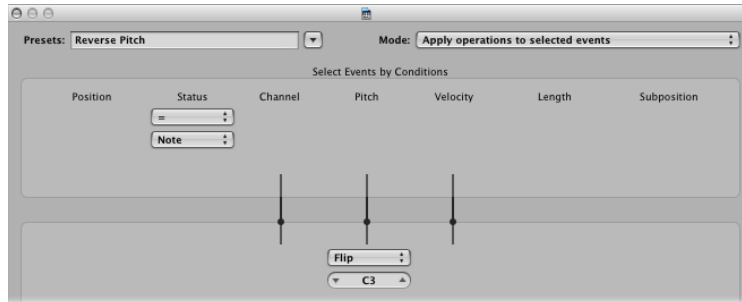 Presets: Reverse Pitch Mode: Apply operations to selected events
Select Events by Conditions
Position Status Channel Pitch Velocity Length Subposition
=
Note
Flip
C3